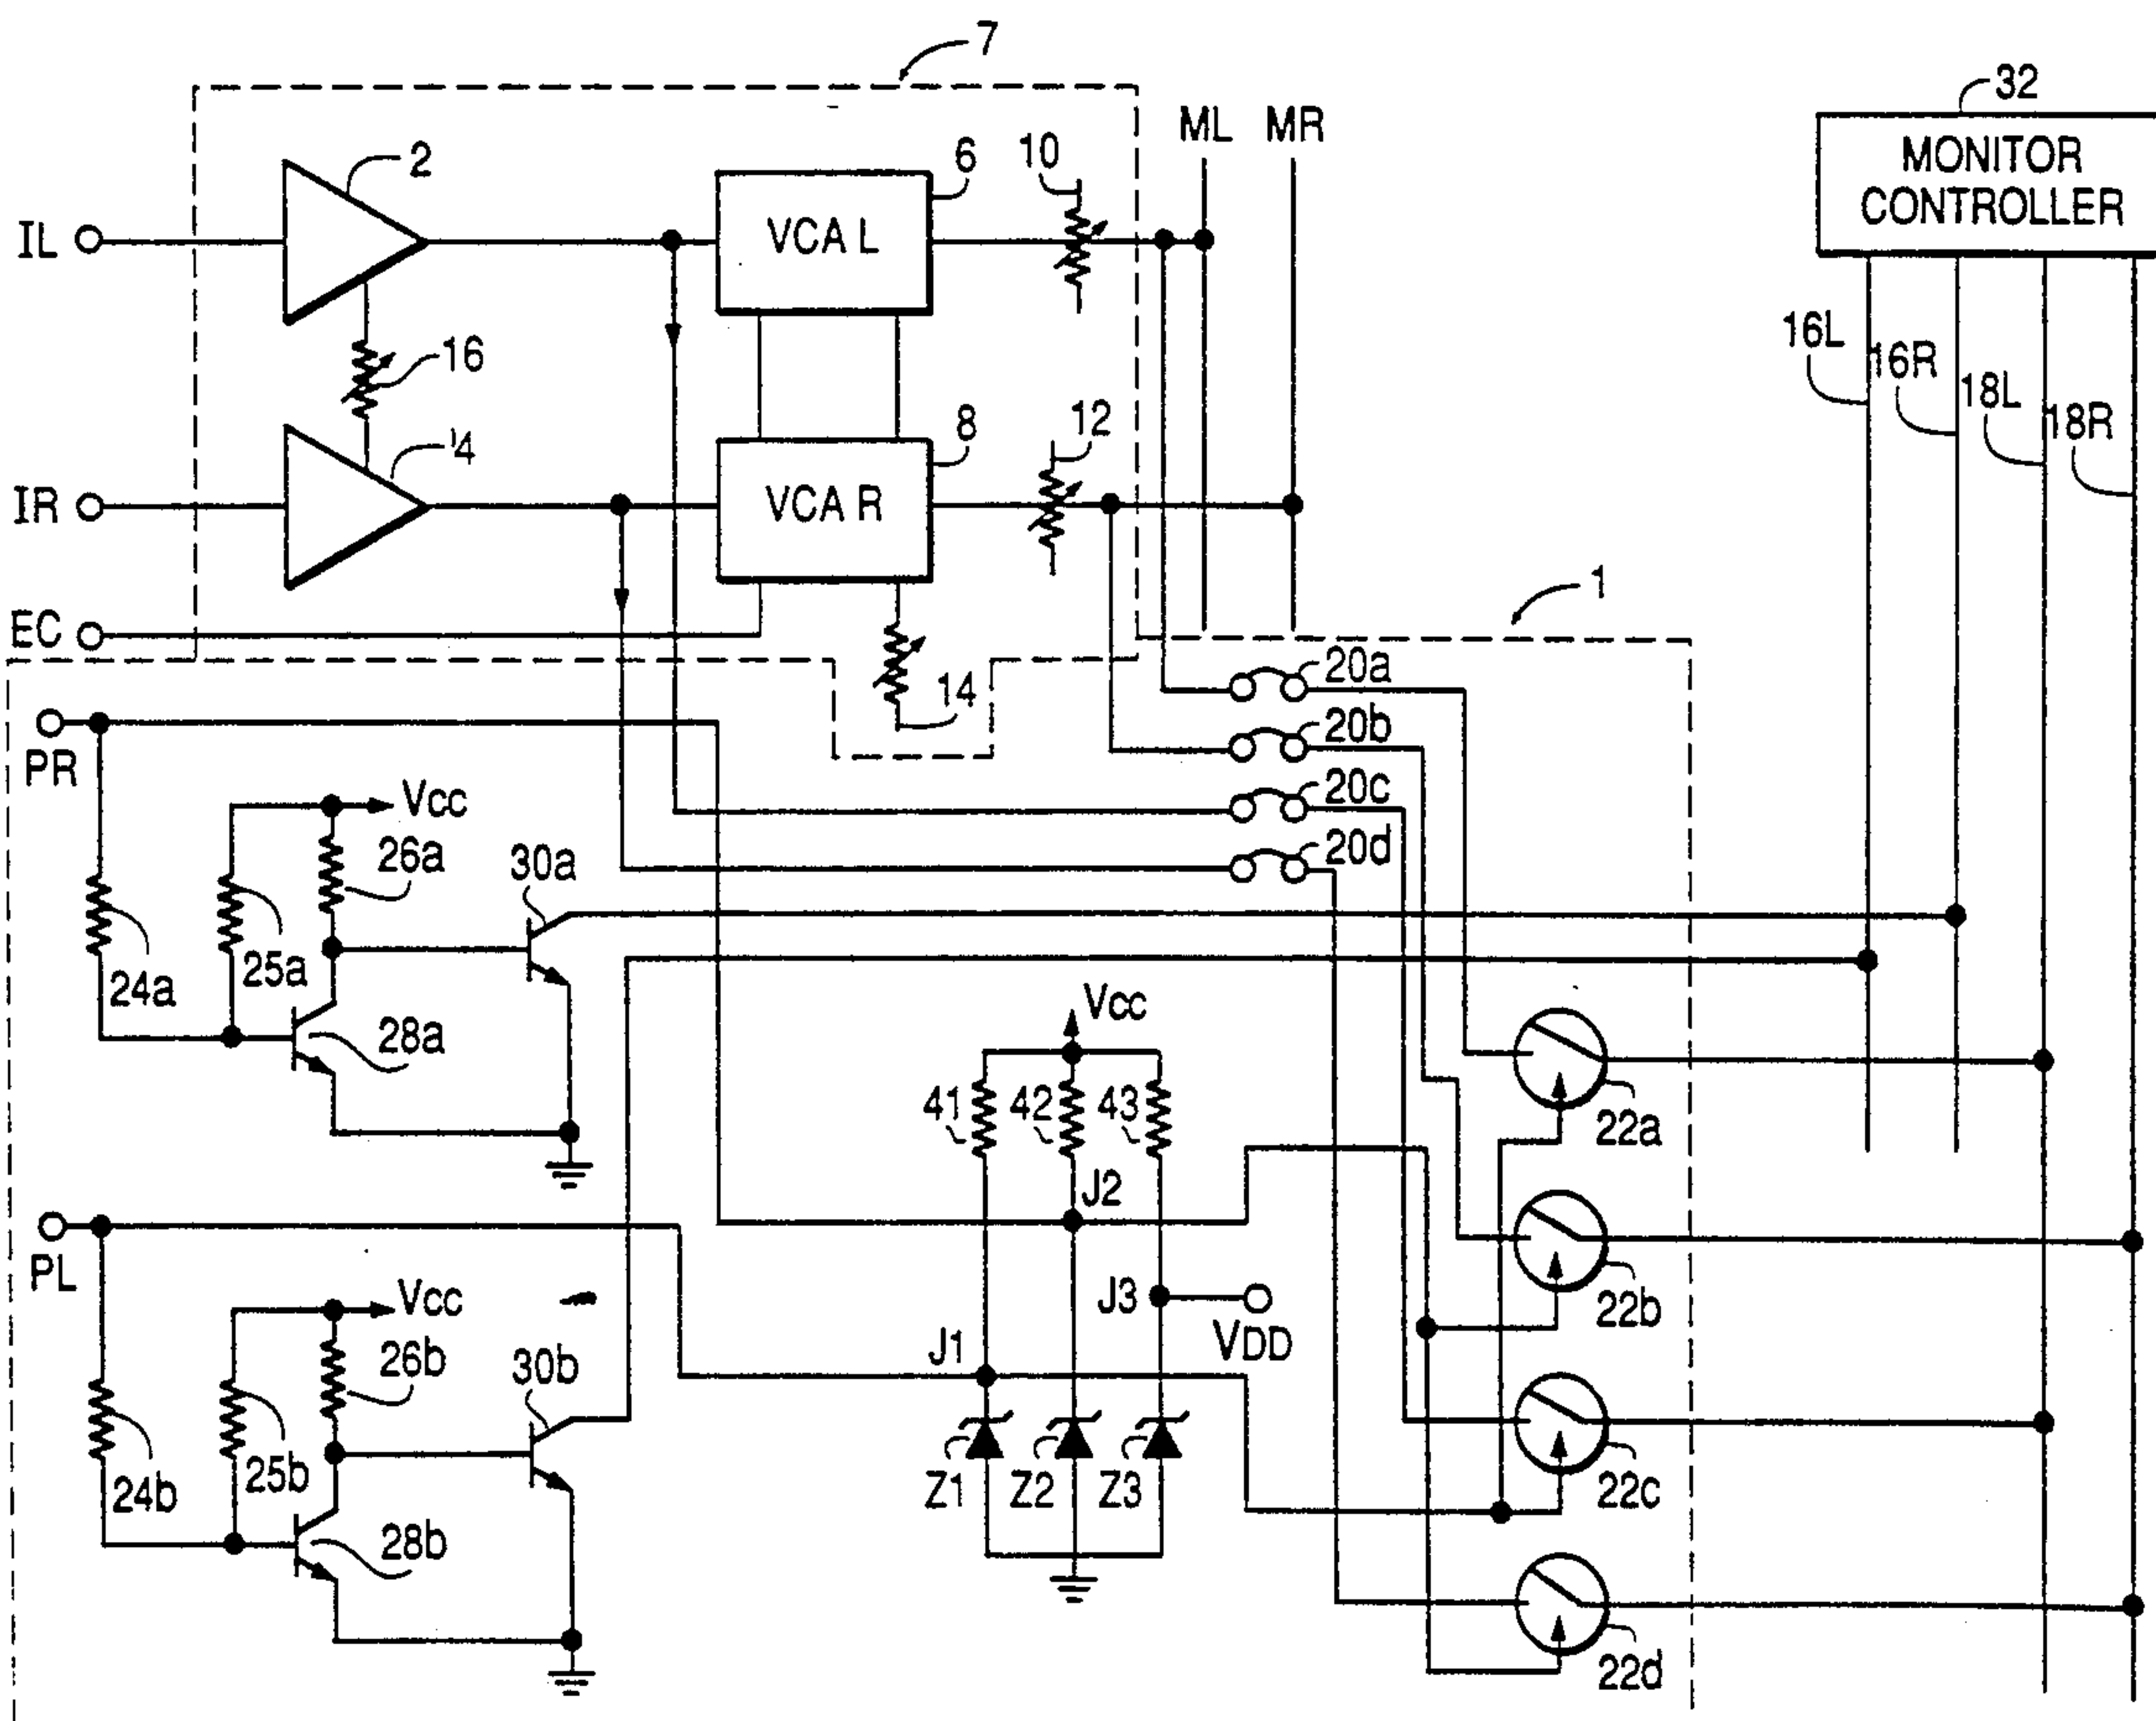 7
32
MONITOR
CONTROLLER
ML MR
2
6
10
IL
VCA L
16L
16R
18L
18R
16
4
8
12
IR
VCA R
EC
1
14
20a
20b
20c
20d
PR
Vcc
26a
30a
24a
25a
28a
Vcc
41
42
43
22a
J2
PL
J3
VDD
22b
Vcc
26b
30b
J1
24b
25b
28b
Z1
Z2
Z3
22c
22d